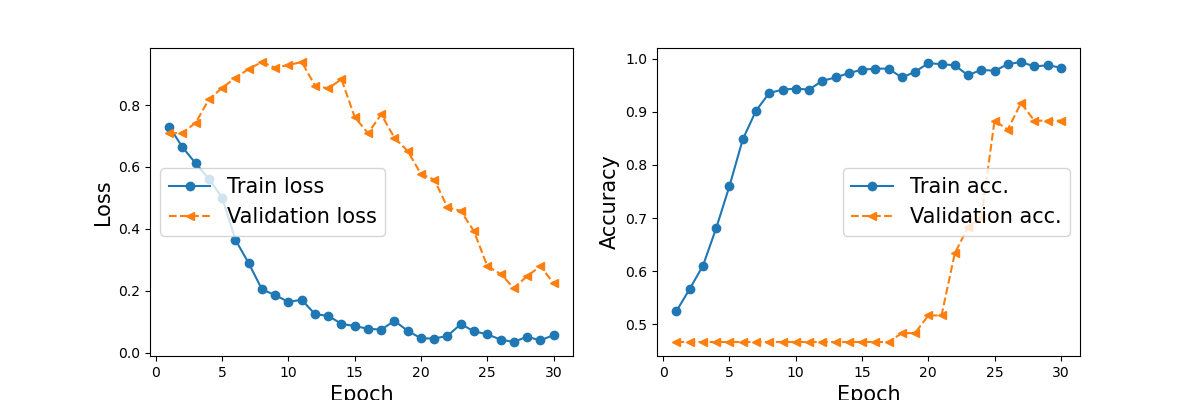 Loss
0.8
0.6
0.4
0.2
0.0
Train loss
Validation loss
0 5 10 15 20 25 30
Epoch
Accuracy
1.0
0.9
0.8
0.7
0.6
0.5
Train acc.
Validation acc.
0 5 10 15 20 25 30
Epoch